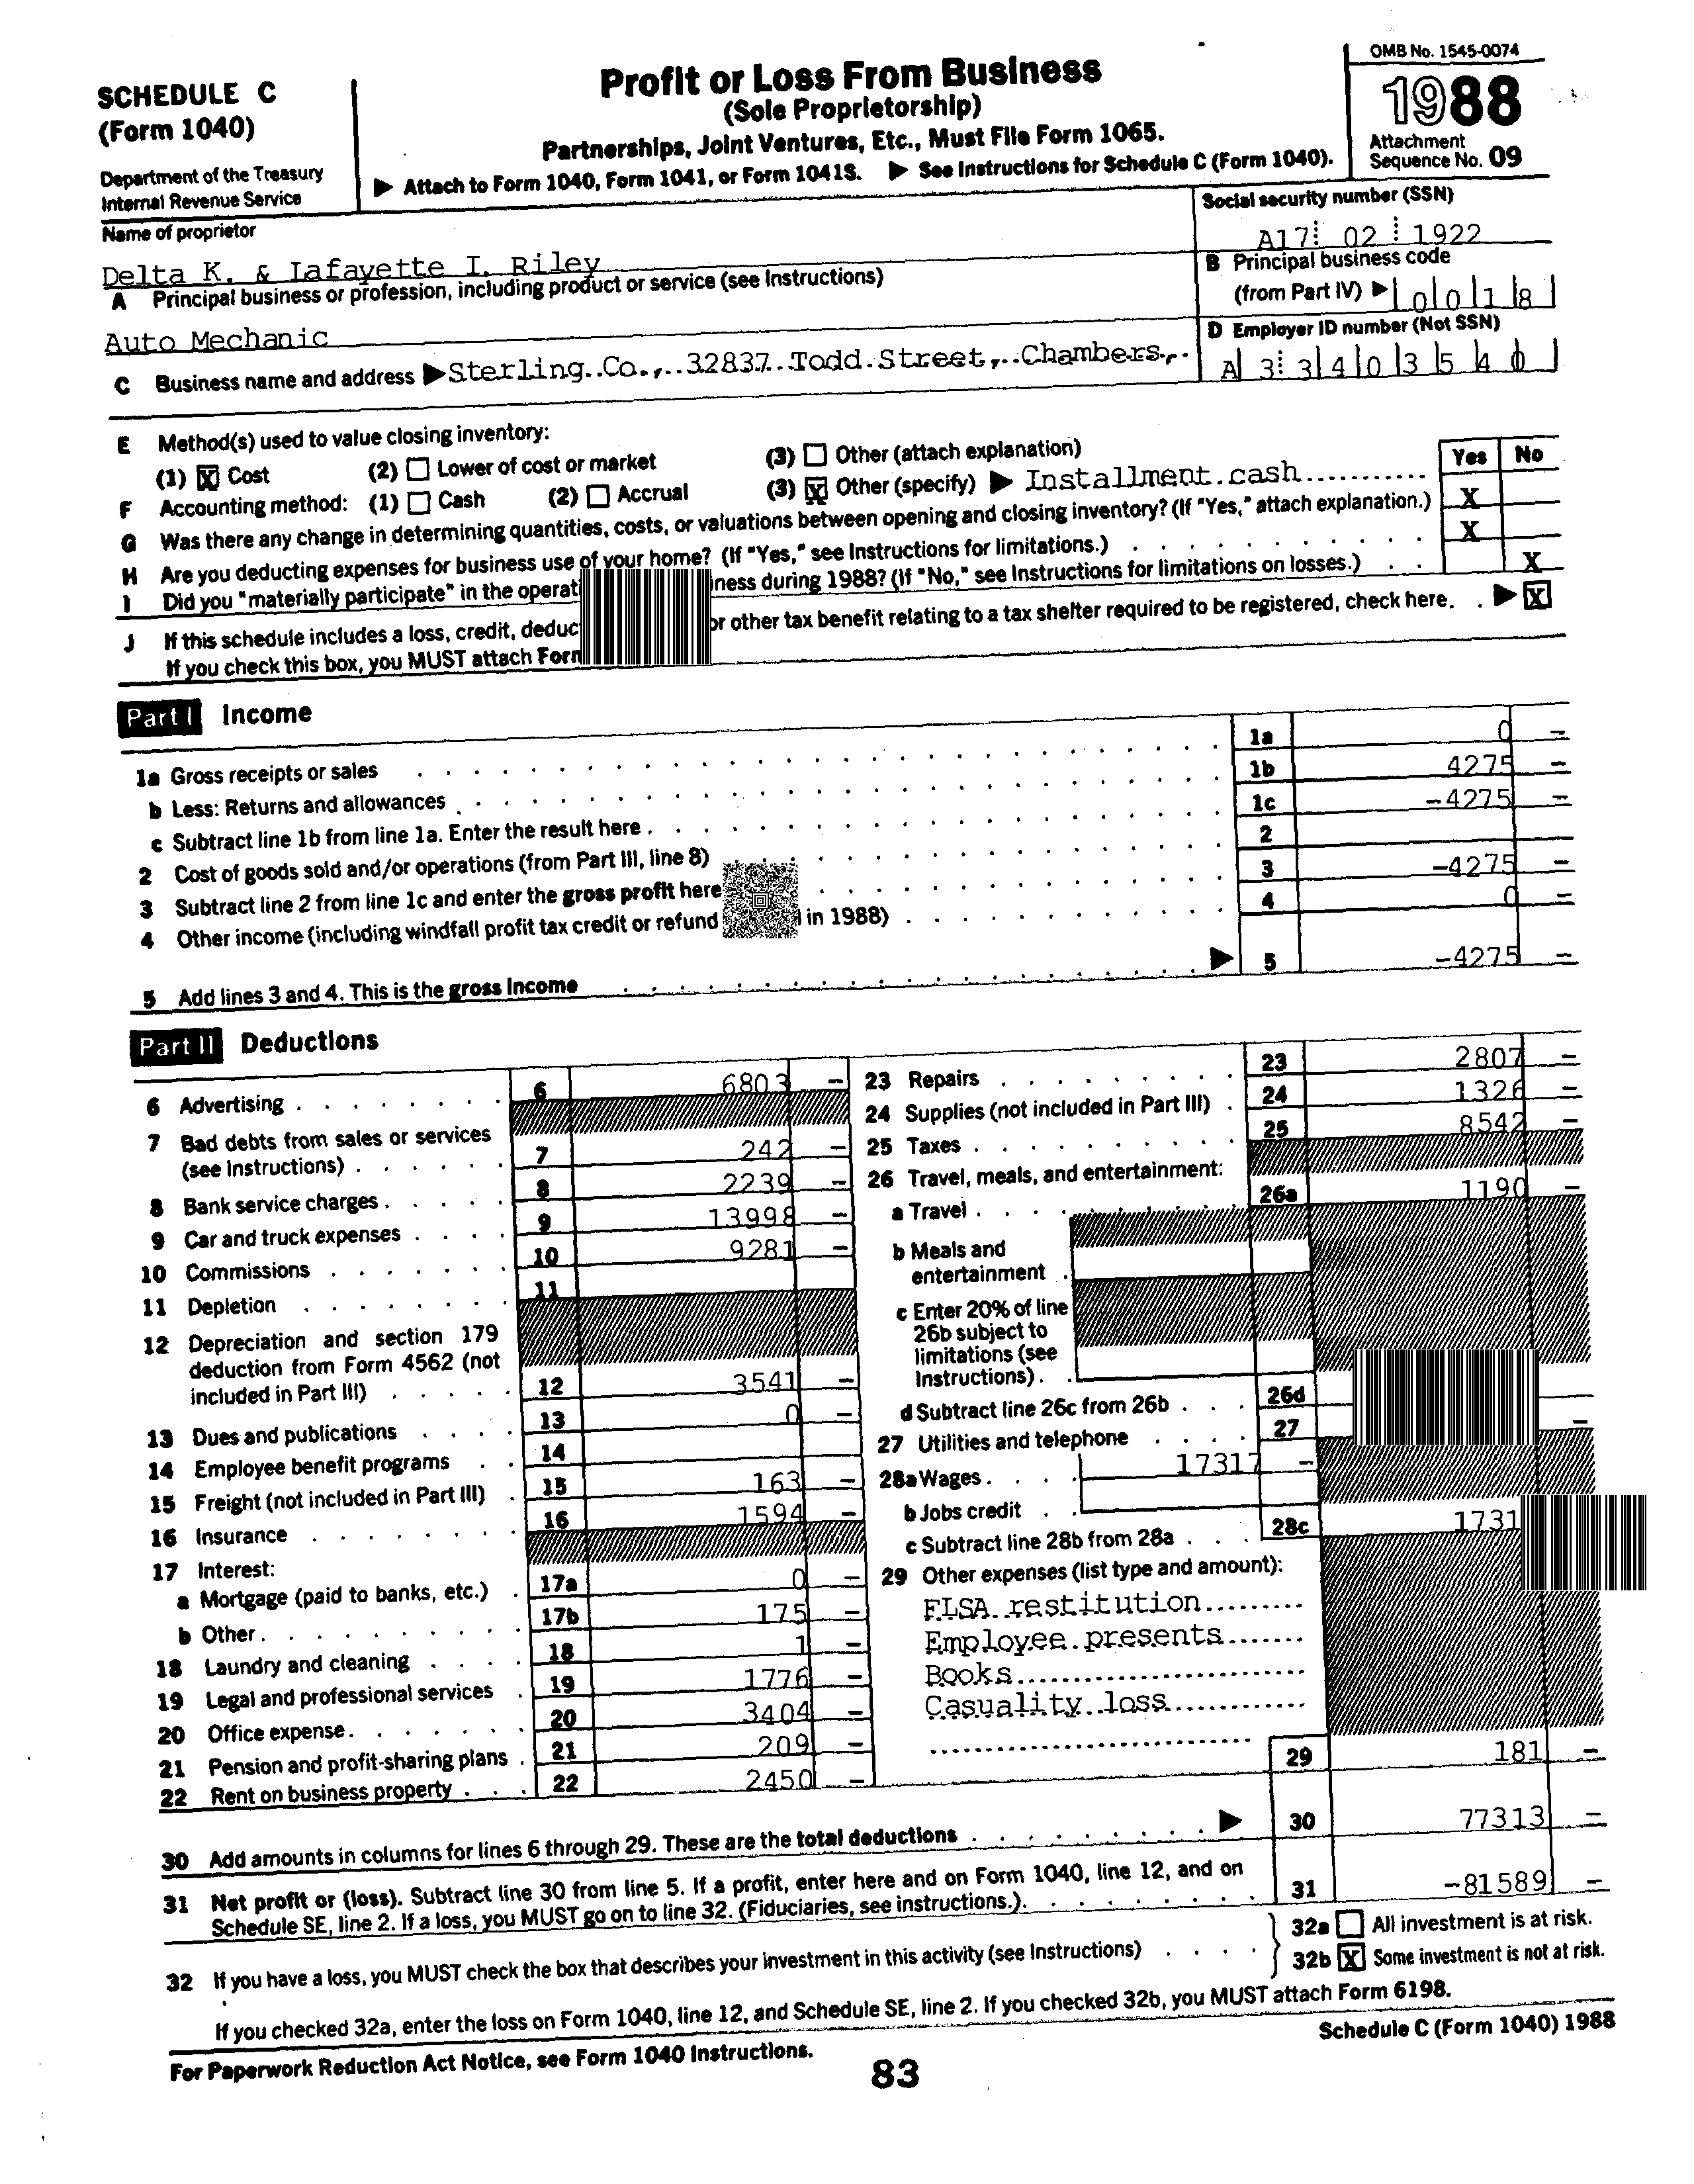 SCHEDULE C
(Form 1040)
Department of the Treasury
Internal Revenue Service
Profit or Loss From Business
(Sole Proprietorship)
Partnerships, Joint Ventures, Etc., Must File Form 1065.
▶ Attach to Form 1040, Form 1041, or Form 1041S. ▶ See Instructions for Schedule C (Form 1040).
OMB No. 1545-0074
1988
Attachment
Sequence No. 09
Name of proprietor
Delta K. & Lafayette I. Riley
Social security number (SSN)
A17 02 1922
A Principal business or profession, including product or service (see Instructions)
Auto Mechanic
B Principal business code
(from Part IV) ▶ 0 0 1 8
C Business name and address ▶ Sterling Co., 32837 Todd Street, Chambers,
D Employer ID number (Not SSN)
A 3 3 4 0 3 5 4 0
E Method(s) used to value closing inventory:
(1) X Cost (2) Lower of cost or market (3) Other (attach explanation)
F Accounting method: (1) Cash (2) Accrual (3) X Other (specify) ▶ Installment cash
Yes No
G Was there any change in determining quantities, costs, or valuations between opening and closing inventory? (If "Yes," attach explanation.) X
H Are you deducting expenses for business use of your home? (If "Yes," see Instructions for limitations.) X
I Did you "materially participate" in the operati ness during 1988? (If "No," see Instructions for limitations on losses.) X
J If this schedule includes a loss, credit, deduc or other tax benefit relating to a tax shelter required to be registered, check here. ▶ X
If you check this box, you MUST attach Form
Part I Income
1a Gross receipts or sales 1a 0 –
b Less: Returns and allowances 1b 4275 –
c Subtract line 1b from line 1a. Enter the result here 1c -4275 –
2 Cost of goods sold and/or operations (from Part III, line 8) 2
3 Subtract line 2 from line 1c and enter the gross profit here 3 -4275 –
4 Other income (including windfall profit tax credit or refund in 1988) 4 0 –
5 Add lines 3 and 4. This is the gross income ▶ 5 -4275 –
Part II Deductions
6 Advertising 6 6803 –
7 Bad debts from sales or services
(see Instructions) 7 242 –
8 Bank service charges 8 2239 –
9 Car and truck expenses 9 13998 –
10 Commissions 10 9281 –
11 Depletion 11
12 Depreciation and section 179
deduction from Form 4562 (not
included in Part III) 12 3541 –
13 Dues and publications 13 0 –
14 Employee benefit programs 14
15 Freight (not included in Part III) 15 163 –
16 Insurance 16 1594 –
17 Interest:
a Mortgage (paid to banks, etc.) 17a 0 –
b Other 17b 175 –
18 Laundry and cleaning 18 1 –
19 Legal and professional services 19 1776 –
20 Office expense 20 3404 –
21 Pension and profit-sharing plans 21 209 –
22 Rent on business property 22 2450 –
23 Repairs 23 2807 –
24 Supplies (not included in Part III) 24 1326 –
25 Taxes 25 8542 –
26 Travel, meals, and entertainment:
a Travel 26a 1190 –
b Meals and
entertainment
c Enter 20% of line
26b subject to
limitations (see
Instructions)
d Subtract line 26c from 26b 26d
27 Utilities and telephone 27 –
28a Wages 17317 –
b Jobs credit
c Subtract line 28b from 28a 28c 1731
29 Other expenses (list type and amount):
FLSA restitution
Employee presents
Books
Casuality loss
29 181 –
30 Add amounts in columns for lines 6 through 29. These are the total deductions ▶ 30 77313 –
31 Net profit or (loss). Subtract line 30 from line 5. If a profit, enter here and on Form 1040, line 12, and on
Schedule SE, line 2. If a loss, you MUST go on to line 32. (Fiduciaries, see instructions.) 31 -81589 –
32 If you have a loss, you MUST check the box that describes your investment in this activity (see Instructions)
32a All investment is at risk.
32b X Some investment is not at risk.
If you checked 32a, enter the loss on Form 1040, line 12, and Schedule SE, line 2. If you checked 32b, you MUST attach Form 6198.
For Paperwork Reduction Act Notice, see Form 1040 Instructions.
Schedule C (Form 1040) 1988
83